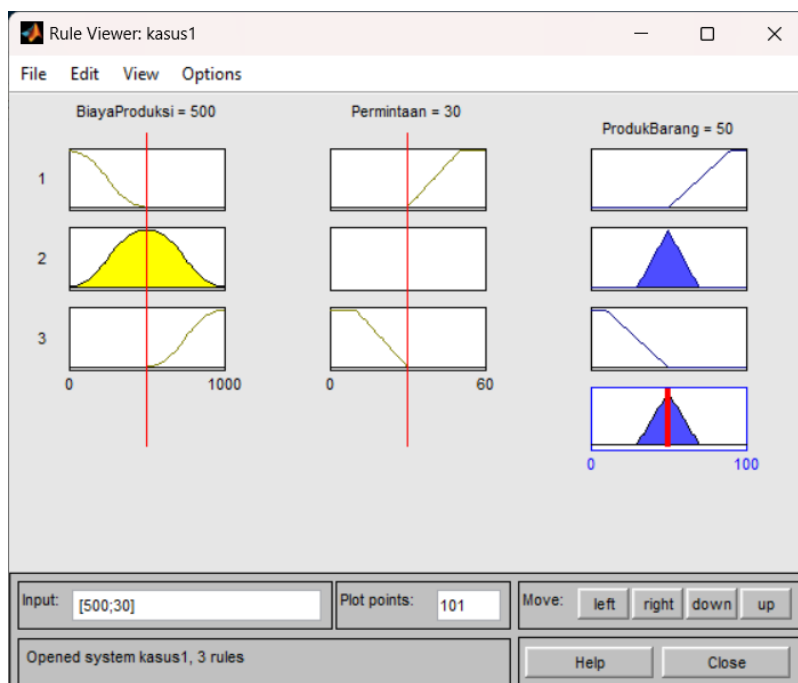 Rule Viewer: kasus1
File Edit View Options
BiayaProduksi = 500
Permintaan = 30
ProdukBarang = 50
1
2
3
0 1000
0 60
0 100
Input: [500;30]
Plot points: 101
Move: left right down up
Opened system kasus1, 3 rules
Help Close